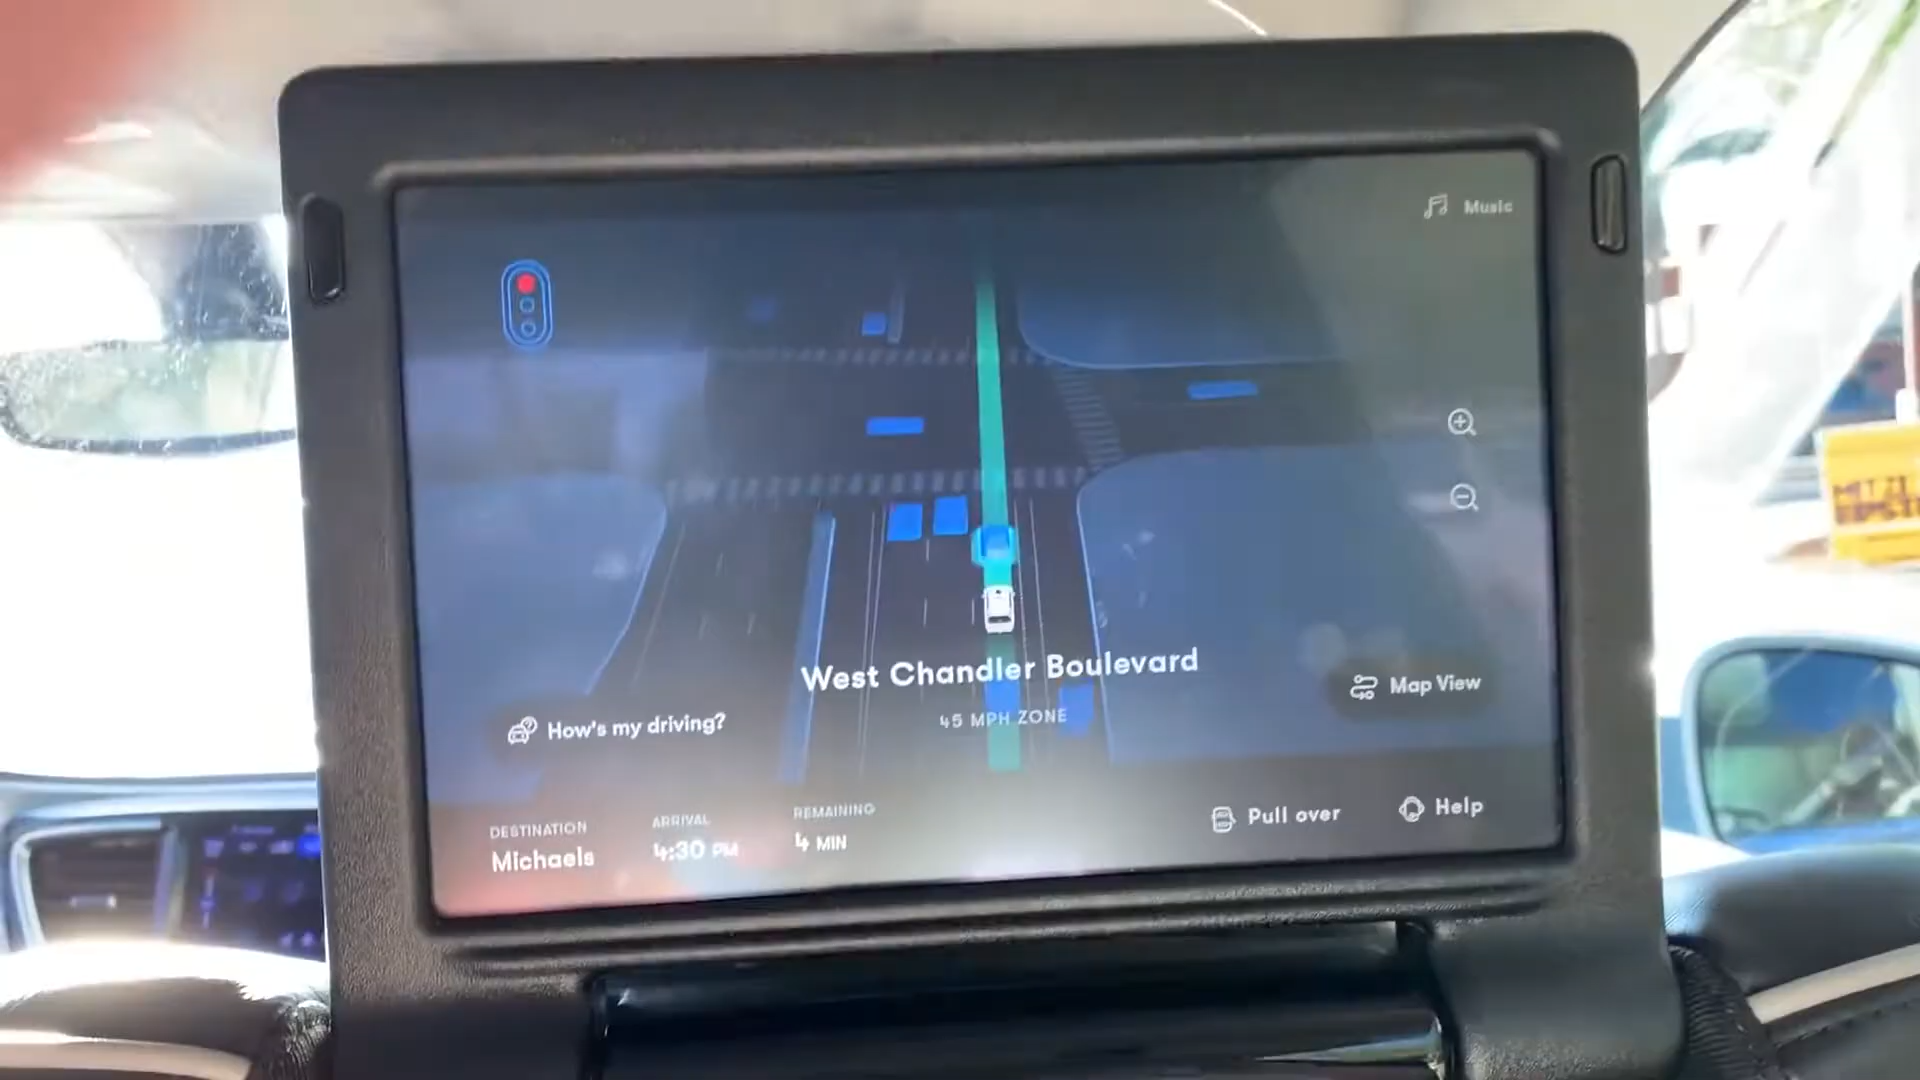 Music
West Chandler Boulevard
45 MPH ZONE
Map View
How's my driving?
DESTINATION
Michaels
ARRIVAL
4:30 PM
REMAINING
4 MIN
Pull over
Help